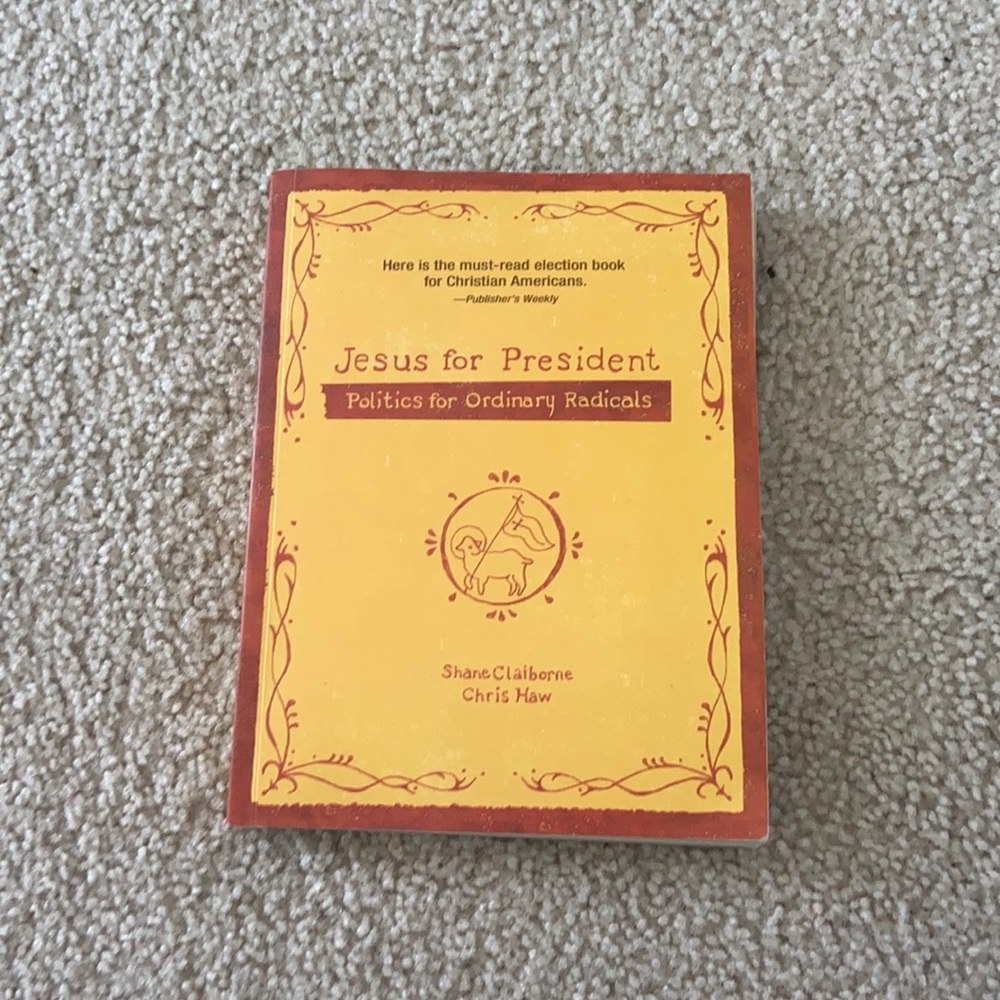 Here is the must-read election book
for Christian Americans.
—Publisher's Weekly
Jesus for President
Politics for Ordinary Radicals
Shane Claiborne
Chris Haw